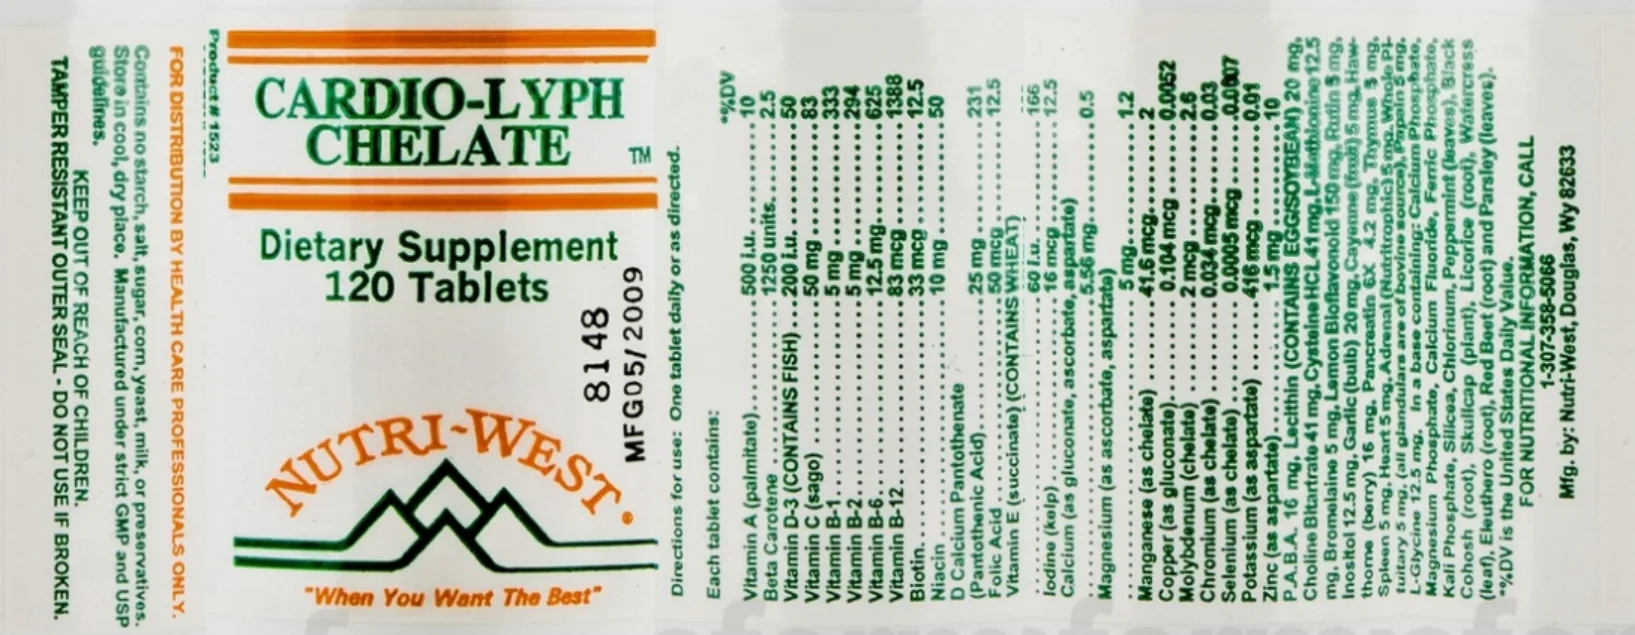 Product # 1523
CARDIO-LYPH
CHELATE ™
Dietary Supplement
120 Tablets
8148
MFG05/2009
NUTRI-WEST®
"When You Want The Best"
FOR DISTRIBUTION BY HEALTH CARE PROFESSIONALS ONLY.
Contains no starch, salt, sugar, corn, yeast, milk, or preservatives.
Store in cool, dry place. Manufactured under strict GMP and USP
guidelines.
KEEP OUT OF REACH OF CHILDREN.
TAMPER RESISTANT OUTER SEAL - DO NOT USE IF BROKEN.
Directions for use: One tablet daily or as directed.
Each tablet contains: *%DV
Vitamin A (palmitate) 500 i.u. 10
Beta Carotene 1250 units 2.5
Vitamin D-3 (CONTAINS FISH) 200 i.u. 50
Vitamin C (sago) 50 mg 83
Vitamin B-1 5 mg 333
Vitamin B-2 5 mg 294
Vitamin B-6 12.5 mg 625
Vitamin B-12 83 mcg 1388
Biotin 33 mcg 12.5
Niacin 10 mg 50
D Calcium Pantothenate
(Pantothenic Acid) 25 mg 231
Folic Acid 50 mcg 12.5
Vitamin E (succinate) (CONTAINS WHEAT)
60 i.u. 166
Iodine (kelp) 16 mcg 12.5
Calcium (as gluconate, ascorbate, aspartate)
5.56 mg 0.5
Magnesium (as ascorbate, aspartate)
5 mg 1.2
Manganese (as chelate) 41.6 mcg 2
Copper (as gluconate) 0.104 mcg 0.0052
Molybdenum (chelate) 2 mcg 2.6
Chromium (as chelate) 0.034 mcg 0.03
Selenium (as chelate) 0.0005 mcg 0.0007
Potassium (as aspartate) 416 mcg 0.01
Zinc (as aspartate) 1.5 mg 10
P.A.B.A. 16 mg, Lecithin (CONTAINS EGG/SOYBEAN) 20 mg,
Choline Bitartrate 41 mg, Cysteine HCL 41 mg, L-Methionine 12.5
mg, Bromelaine 5 mg, Lemon Bioflavonoid 150 mg, Rutin 5 mg,
Inositol 12.5 mg, Garlic (bulb) 20 mg, Cayenne (fruit) 5 mg, Haw-
thorne (berry) 16 mg, Pancreatin 6X 4.2 mg, Thymus 5 mg,
Spleen 5 mg, Heart 5 mg, Adrenal (Nutritrophic) 5 mg, Whole Pi-
tuitary 5 mg, (all glandulars are of bovine source), Papain 5 mg,
L-Glycine 12.5 mg. In a base containing: Calcium Phosphate,
Magnesium Phosphate, Calcium Fluoride, Ferric Phosphate,
Kali Phosphate, Silicea, Chlorinum, Peppermint (leaves), Black
Cohosh (root), Skullcap (plant), Licorice (root), Watercress
(leaf), Eleuthero (root), Red Beet (root) and Parsley (leaves).
*%DV is the United States Daily Value.
FOR NUTRITIONAL INFORMATION, CALL
1-307-358-5066
Mfg. by: Nutri-West, Douglas, Wy 82633